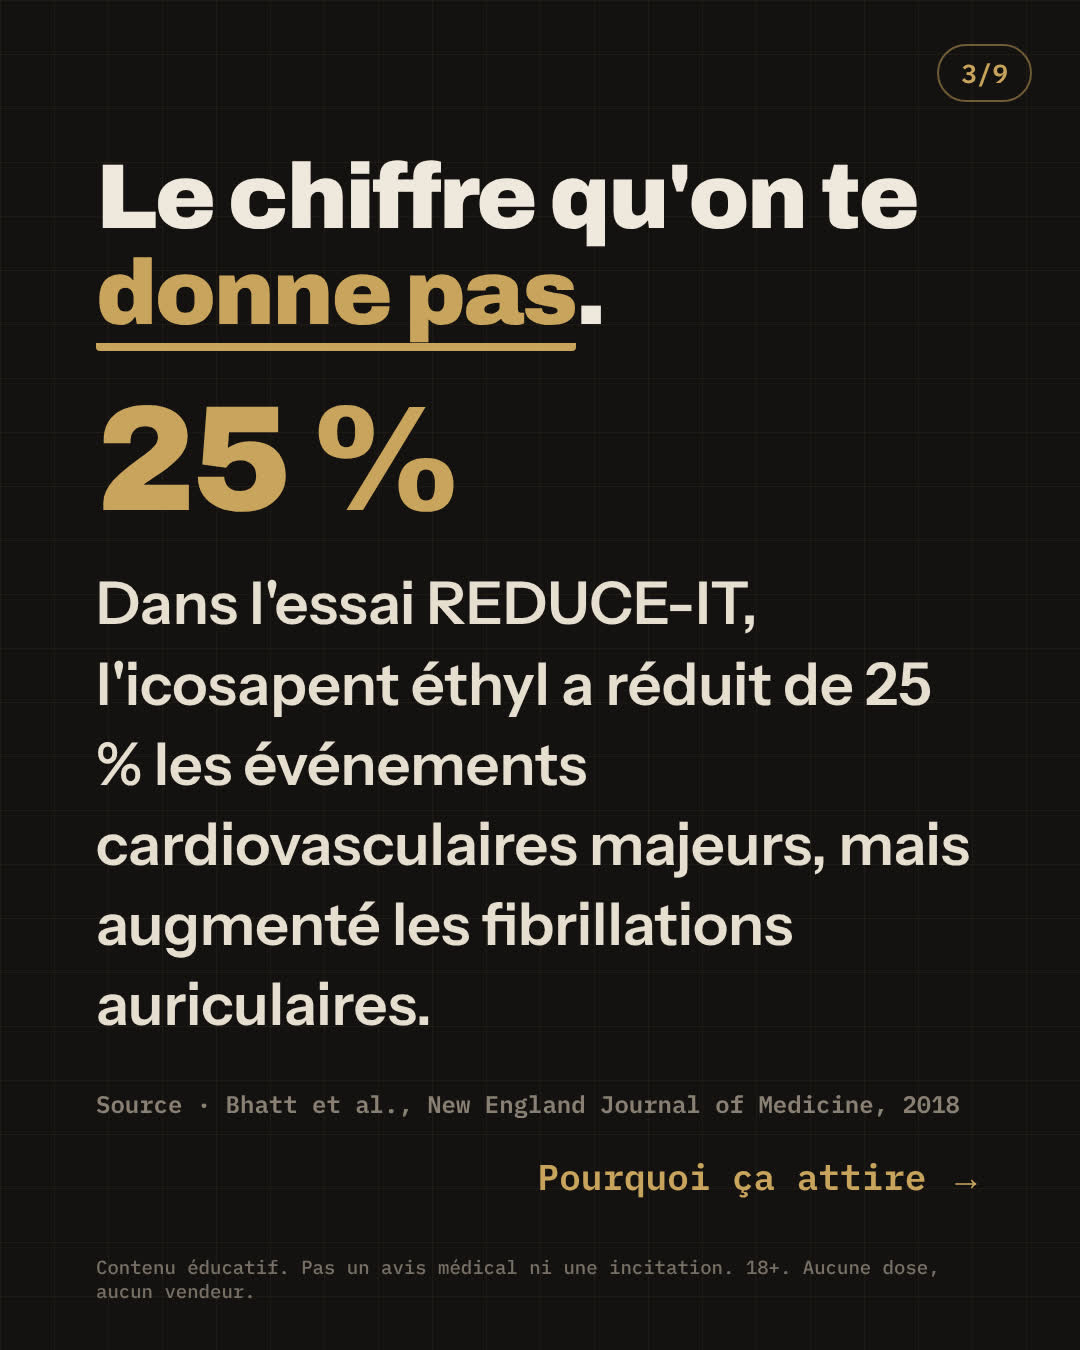 3/9
Le chiffre qu'on te
donne pas.
25 %
Dans l'essai REDUCE-IT,
l'icosapent éthyl a réduit de 25
% les événements
cardiovasculaires majeurs, mais
augmenté les fibrillations
auriculaires.
Source · Bhatt et al., New England Journal of Medicine, 2018
Pourquoi ça attire →
Contenu éducatif. Pas un avis médical ni une incitation. 18+. Aucune dose,
aucun vendeur.